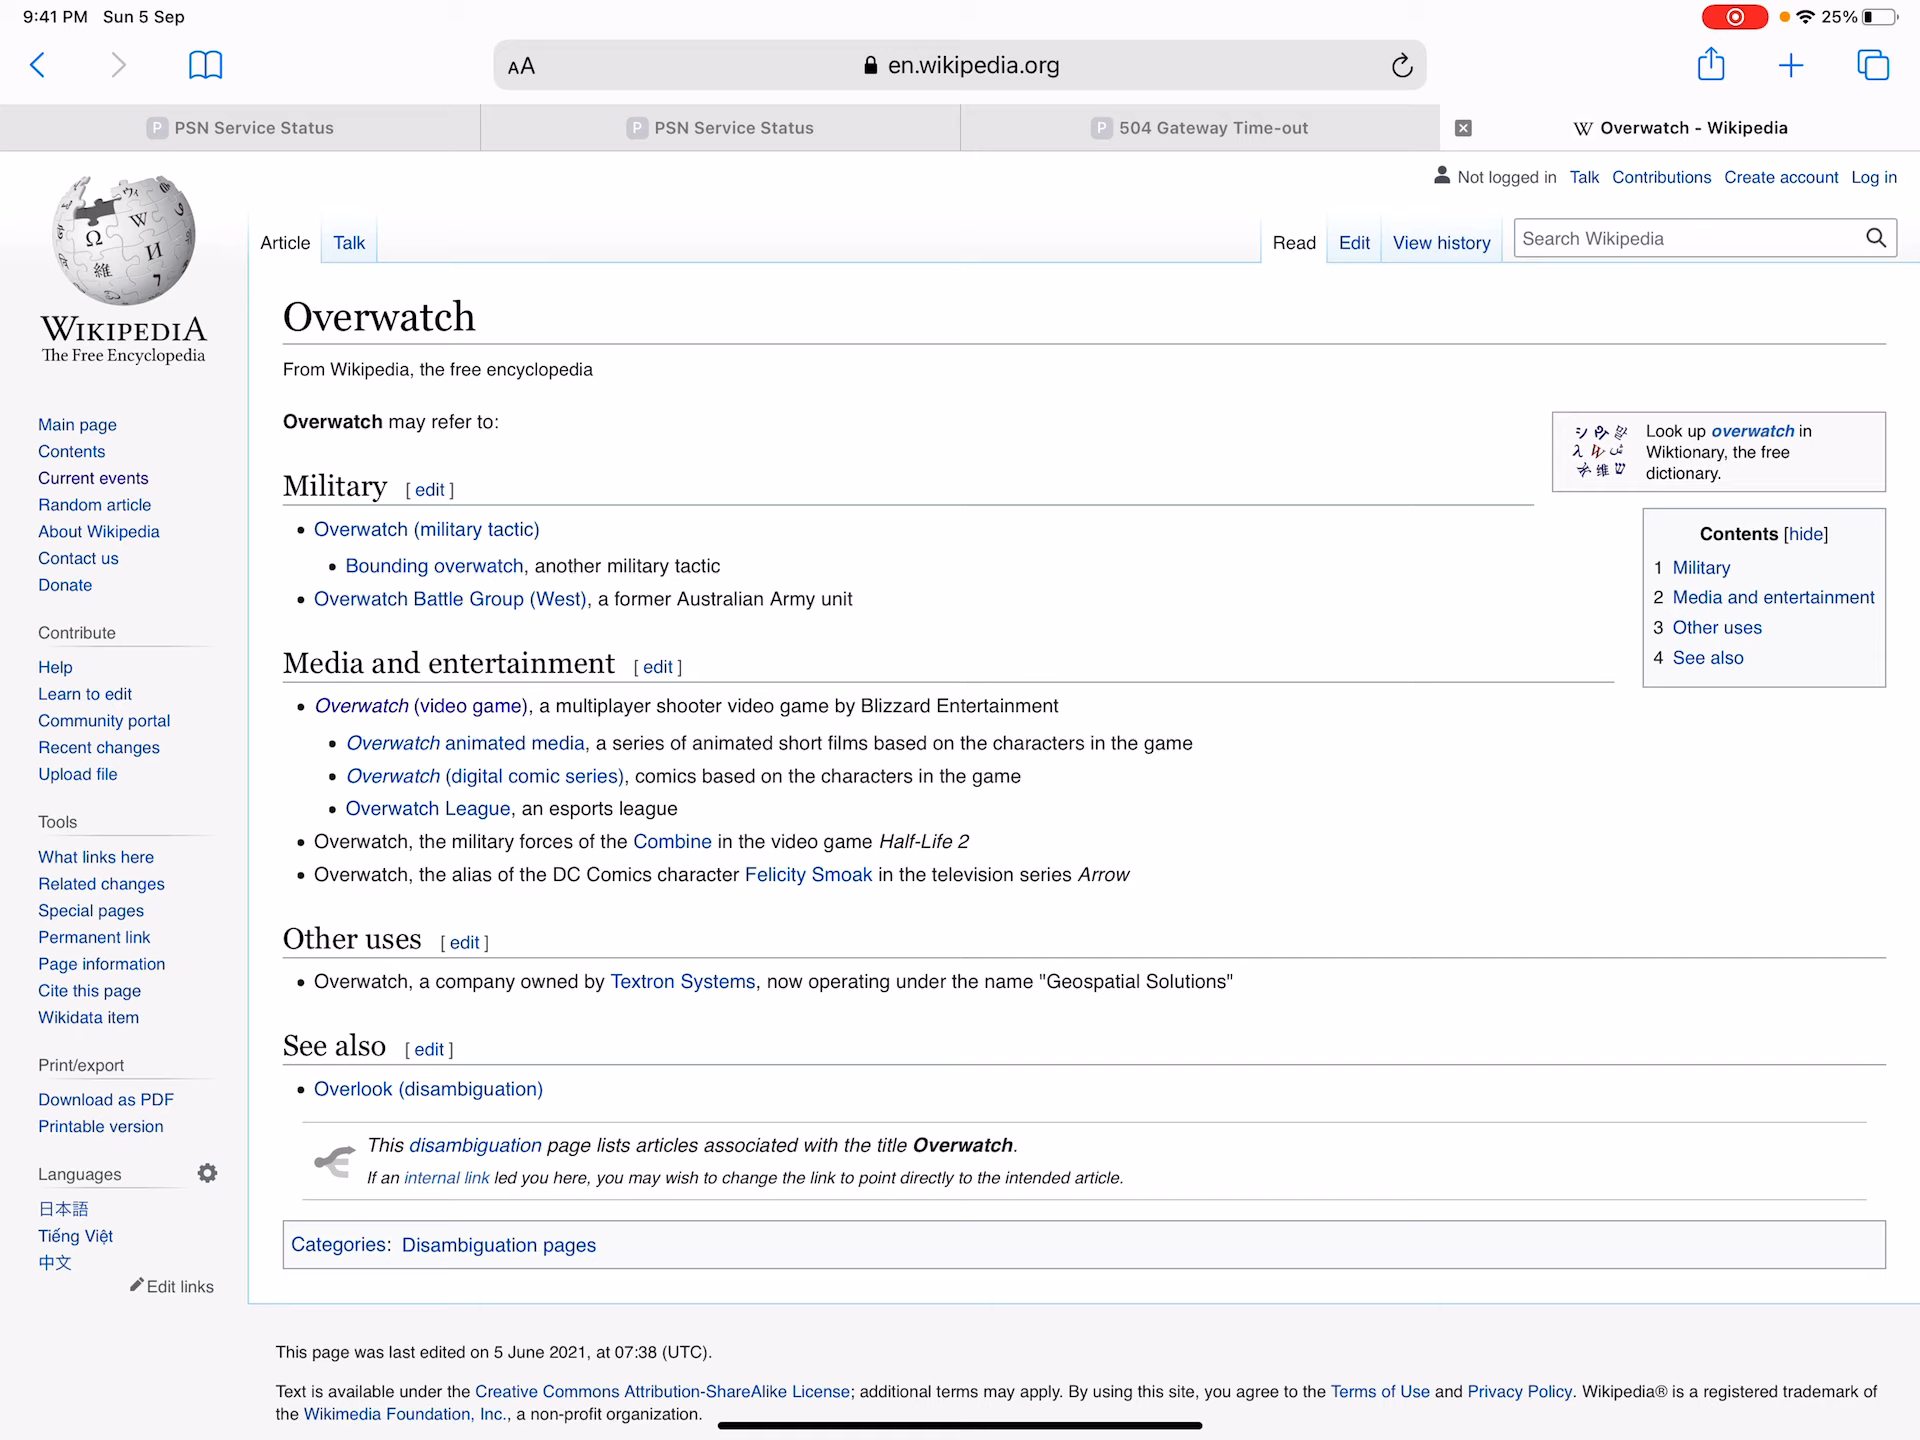 9:41 PM Sun 5 Sep
25%
AA en.wikipedia.org
P PSN Service Status
P PSN Service Status
P 504 Gateway Time-out
W Overwatch - Wikipedia
Not logged in Talk Contributions Create account Log in
Article Talk
Read Edit View history
Search Wikipedia
WIKIPEDIA
The Free Encyclopedia
Main page
Contents
Current events
Random article
About Wikipedia
Contact us
Donate
Contribute
Help
Learn to edit
Community portal
Recent changes
Upload file
Tools
What links here
Related changes
Special pages
Permanent link
Page information
Cite this page
Wikidata item
Print/export
Download as PDF
Printable version
Languages
日本語
Tiếng Việt
中文
Edit links
Overwatch
From Wikipedia, the free encyclopedia
Overwatch may refer to:
Look up overwatch in
Wiktionary, the free
dictionary.
Contents [hide]
1 Military
2 Media and entertainment
3 Other uses
4 See also
Military [ edit ]
• Overwatch (military tactic)
• Bounding overwatch, another military tactic
• Overwatch Battle Group (West), a former Australian Army unit
Media and entertainment [ edit ]
• Overwatch (video game), a multiplayer shooter video game by Blizzard Entertainment
• Overwatch animated media, a series of animated short films based on the characters in the game
• Overwatch (digital comic series), comics based on the characters in the game
• Overwatch League, an esports league
• Overwatch, the military forces of the Combine in the video game Half-Life 2
• Overwatch, the alias of the DC Comics character Felicity Smoak in the television series Arrow
Other uses [ edit ]
• Overwatch, a company owned by Textron Systems, now operating under the name "Geospatial Solutions"
See also [ edit ]
• Overlook (disambiguation)
This disambiguation page lists articles associated with the title Overwatch.
If an internal link led you here, you may wish to change the link to point directly to the intended article.
Categories: Disambiguation pages
This page was last edited on 5 June 2021, at 07:38 (UTC).
Text is available under the Creative Commons Attribution-ShareAlike License; additional terms may apply. By using this site, you agree to the Terms of Use and Privacy Policy. Wikipedia® is a registered trademark of
the Wikimedia Foundation, Inc., a non-profit organization.